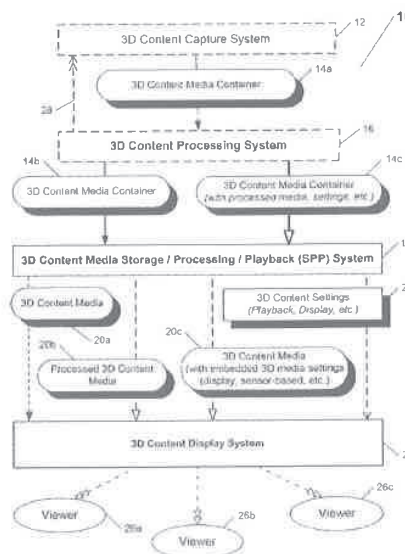 12
3D Content Capture System
3D Content Media Container
14a
28
16
3D Content Processing System
14b
14c
3D Content Media Container
3D Content Media Container
(with processed media, settings, etc.)
3D Content Media Storage / Processing / Playback (SPP) System
3D Content Media
3D Content Settings
(Playback, Display, etc.)
20a
20b
20c
Processed 3D Content
Media
3D Content Media
(with embedded 3D media settings
(display, sensor-based, etc.)
3D Content Display System
Viewer
26a
Viewer
26b
Viewer
26c